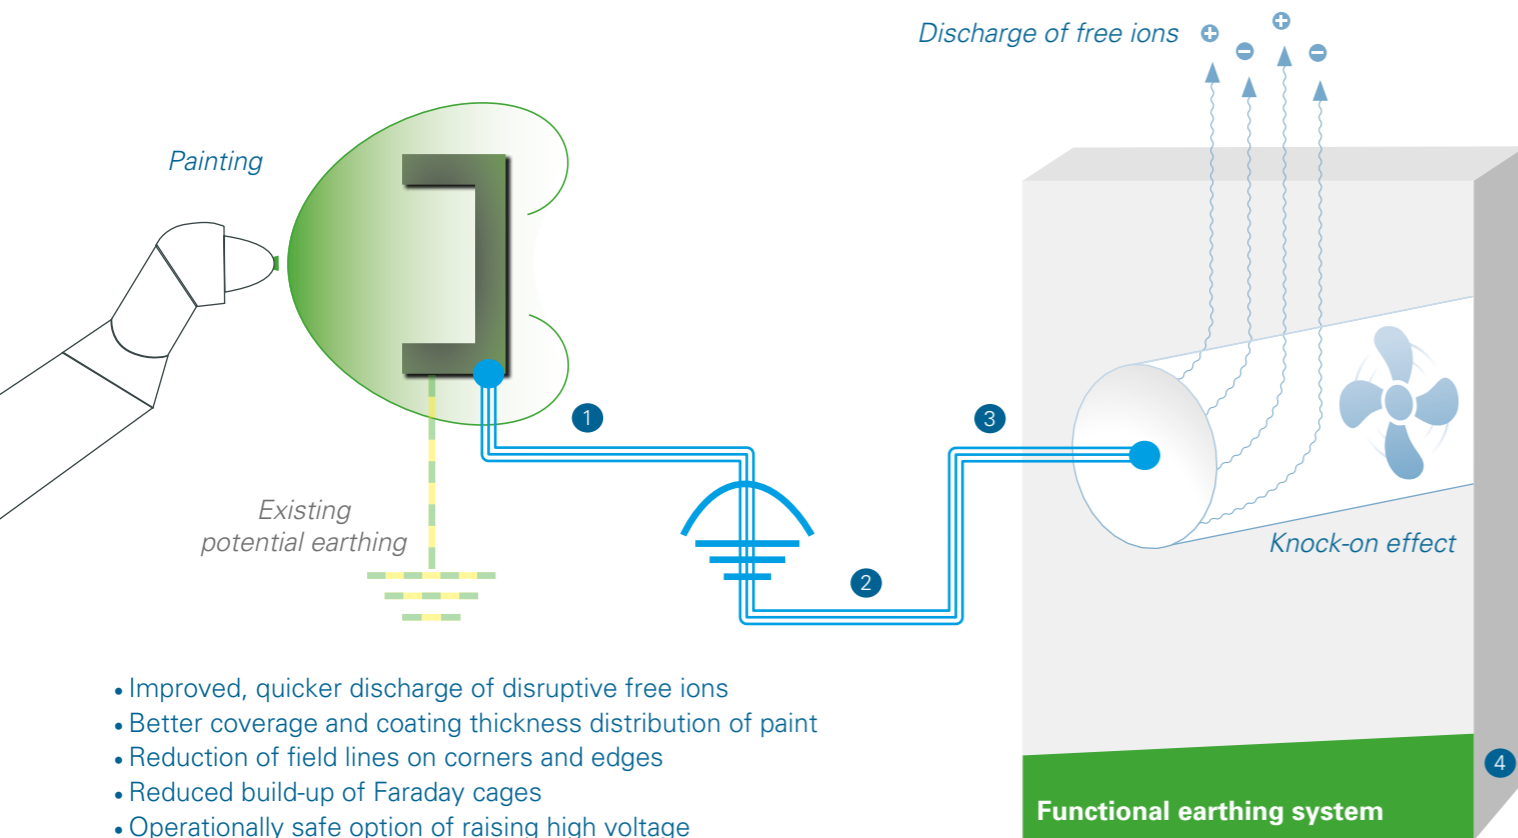 Discharge of free ions
Painting
1
3
Existing
potential earthing
Knock-on effect
2
• Improved, quicker discharge of disruptive free ions
• Better coverage and coating thickness distribution of paint
• Reduction of field lines on corners and edges
• Reduced build-up of Faraday cages
• Operationally safe option of raising high voltage
4
Functional earthing system